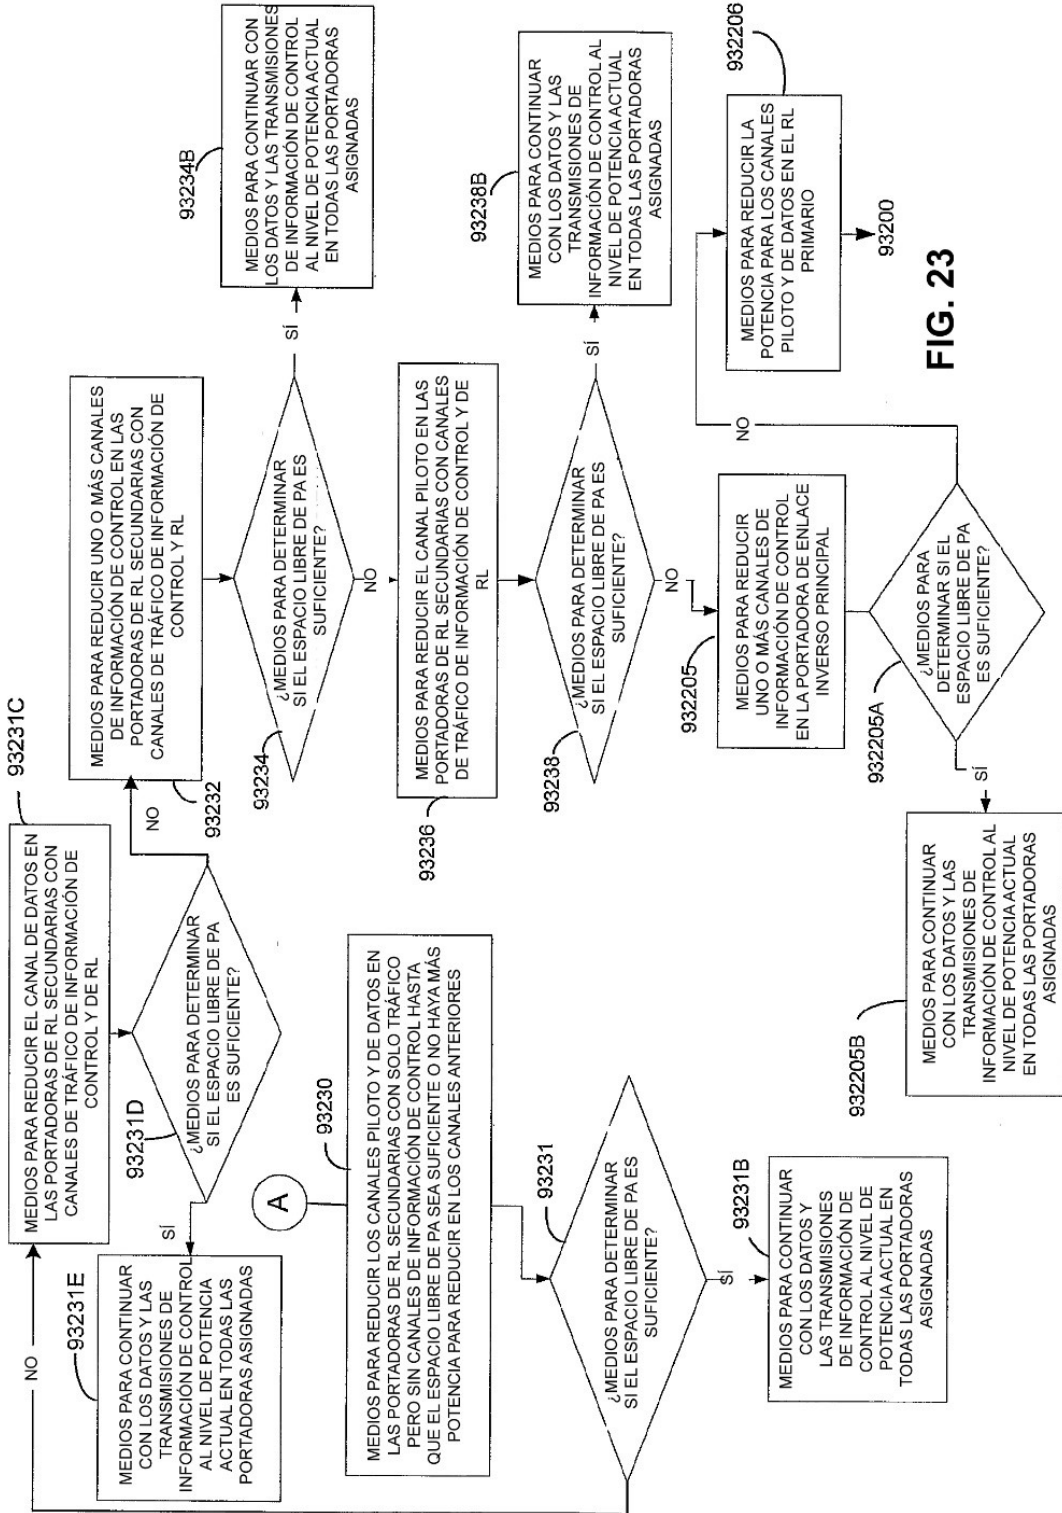 A
93230
MEDIOS PARA REDUCIR LOS CANALES PILOTO Y DE DATOS EN
LAS PORTADORAS DE RL SECUNDARIAS CON SOLO TRÁFICO
PERO SIN CANALES DE INFORMACIÓN DE CONTROL HASTA
QUE EL ESPACIO LIBRE DE PA SEA SUFICIENTE O NO HAYA MÁS
POTENCIA PARA REDUCIR EN LOS CANALES ANTERIORES
93231
¿MEDIOS PARA DETERMINAR
SI EL ESPACIO LIBRE DE PA ES
SUFICIENTE?
SÍ
93231B
MEDIOS PARA CONTINUAR
CON LOS DATOS Y
LAS TRANSMISIONES
DE INFORMACIÓN DE
CONTROL AL NIVEL DE
POTENCIA ACTUAL EN
TODAS LAS PORTADORAS
ASIGNADAS
NO
93231C
MEDIOS PARA REDUCIR EL CANAL DE DATOS EN
LAS PORTADORAS DE RL SECUNDARIAS CON
CANALES DE TRÁFICO DE INFORMACIÓN DE
CONTROL Y DE RL
93231D
¿MEDIOS PARA DETERMINAR
SI EL ESPACIO LIBRE DE PA
ES SUFICIENTE?
SÍ
93231E
MEDIOS PARA CONTINUAR
CON LOS DATOS Y LAS
TRANSMISIONES DE
INFORMACIÓN DE CONTROL
AL NIVEL DE POTENCIA
ACTUAL EN TODAS LAS
PORTADORAS ASIGNADAS
NO
93232
MEDIOS PARA REDUCIR UNO O MÁS CANALES
DE INFORMACIÓN DE CONTROL EN LAS
PORTADORAS DE RL SECUNDARIAS CON
CANALES DE TRÁFICO DE INFORMACIÓN DE
CONTROL Y RL
93234
¿MEDIOS PARA DETERMINAR
SI EL ESPACIO LIBRE DE PA ES
SUFICIENTE?
SÍ
93234B
MEDIOS PARA CONTINUAR CON
LOS DATOS Y LAS TRANSMISIONES
DE INFORMACIÓN DE CONTROL
AL NIVEL DE POTENCIA ACTUAL
EN TODAS LAS PORTADORAS
ASIGNADAS
NO
93236
MEDIOS PARA REDUCIR EL CANAL PILOTO EN LAS
PORTADORAS DE RL SECUNDARIAS CON CANALES
DE TRÁFICO DE INFORMACIÓN DE CONTROL Y DE
RL
93238
¿MEDIOS PARA DETERMINAR
SI EL ESPACIO LIBRE DE PA ES
SUFICIENTE?
SÍ
93238B
MEDIOS PARA CONTINUAR
CON LOS DATOS Y LAS
TRANSMISIONES DE
INFORMACIÓN DE CONTROL AL
NIVEL DE POTENCIA ACTUAL
EN TODAS LAS PORTADORAS
ASIGNADAS
NO
932205
MEDIOS PARA REDUCIR
UNO O MÁS CANALES DE
INFORMACIÓN DE CONTROL
EN LA PORTADORA DE ENLACE
INVERSO PRINCIPAL
932205A
¿MEDIOS PARA
DETERMINAR SI EL
ESPACIO LIBRE DE PA
ES SUFICIENTE?
SÍ
932205B
MEDIOS PARA CONTINUAR
CON LOS DATOS Y LAS
TRANSMISIONES DE
INFORMACIÓN DE CONTROL AL
NIVEL DE POTENCIA ACTUAL
EN TODAS LAS PORTADORAS
ASIGNADAS
NO
932206
MEDIOS PARA REDUCIR LA
POTENCIA PARA LOS CANALES
PILOTO Y DE DATOS EN EL RL
PRIMARIO
93200
FIG. 23